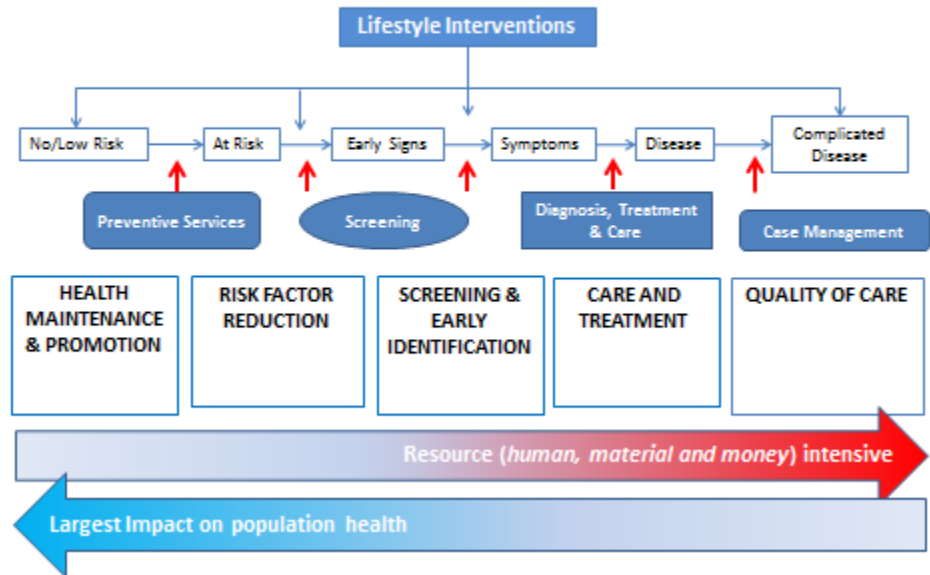 Lifestyle Interventions
No/Low Risk
At Risk
Early Signs
Symptoms
Disease
Complicated
Disease
Preventive Services
Screening
Diagnosis, Treatment
& Care
Case Management
HEALTH
MAINTENANCE
& PROMOTION
RISK FACTOR
REDUCTION
SCREENING &
EARLY
IDENTIFICATION
CARE AND
TREATMENT
QUALITY OF CARE
Resource (human, material and money) intensive
Largest Impact on population health